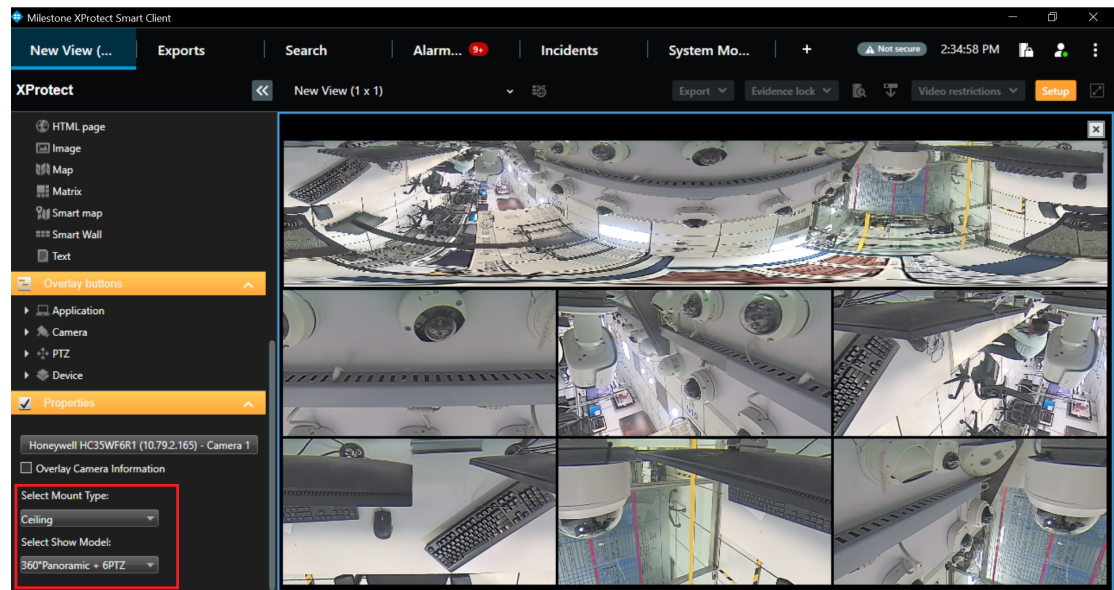 Milestone XProtect Smart Client
New View (... Exports Search Alarm... 9+ Incidents System Mo... + Not secure 2:34:58 PM
XProtect New View (1 x 1) Export Evidence lock Video restrictions Setup
HTML page
Image
Map
Matrix
Smart map
Smart Wall
Text
Overlay buttons
Application
Camera
PTZ
Device
Properties
Honeywell HC35WF6R1 (10.79.2.165) - Camera 1
Overlay Camera Information
Select Mount Type:
Ceiling
Select Show Model:
360°Panoramic + 6PTZ